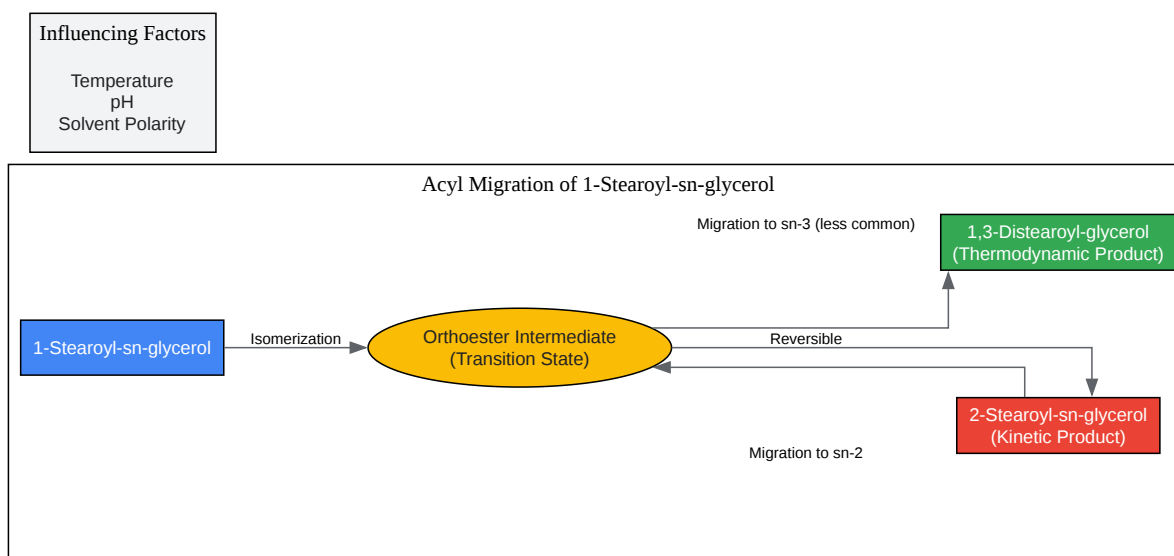 Influencing Factors
Temperature
pH
Solvent Polarity
Acyl Migration of 1-Stearoyl-sn-glycerol
Migration to sn-3 (less common)
1,3-Distearoyl-glycerol
(Thermodynamic Product)
1-Stearoyl-sn-glycerol
Isomerization
Orthoester Intermediate
(Transition State)
Reversible
2-Stearoyl-sn-glycerol
(Kinetic Product)
Migration to sn-2